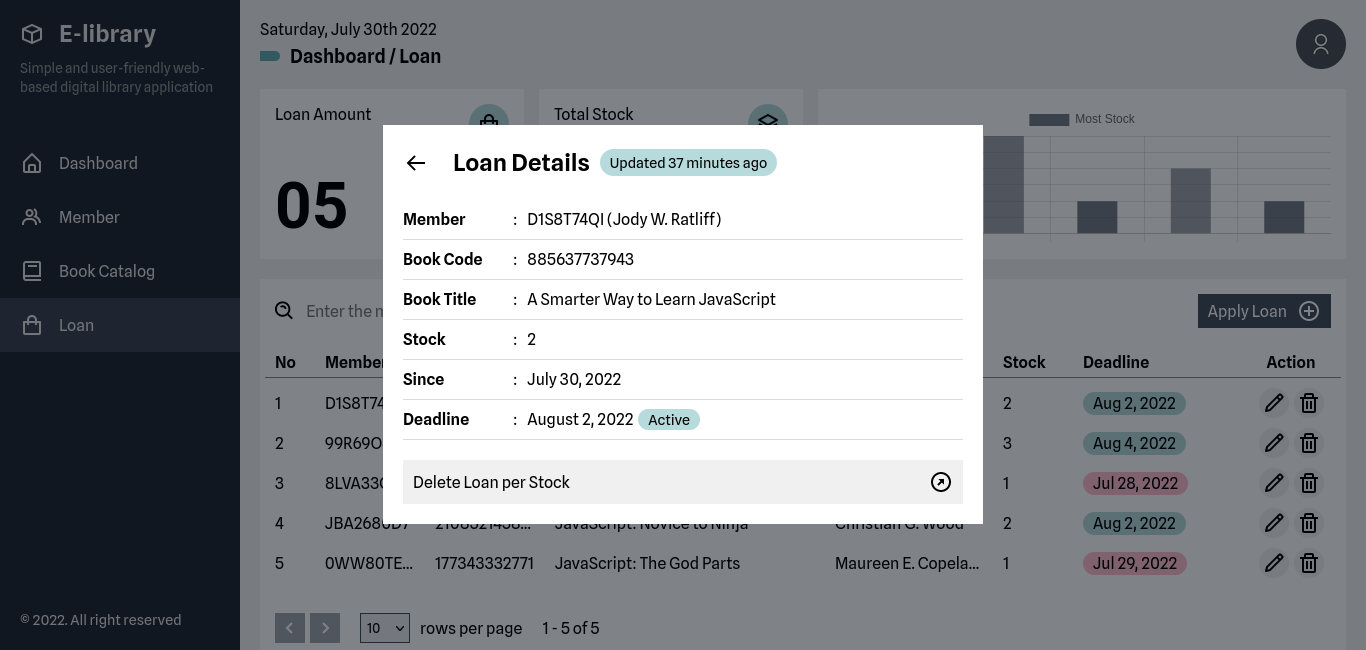 E-library
Simple and user-friendly web-
based digital library application
Dashboard
Member
Book Catalog
Loan
© 2022. All right reserved
Saturday, July 30th 2022
Dashboard / Loan
Loan Amount
05
Total Stock
Most Stock
Loan Details Updated 37 minutes ago
Member : D1S8T74QI (Jody W. Ratliff)
Book Code : 885637737943
Book Title : A Smarter Way to Learn JavaScript
Stock : 2
Since : July 30, 2022
Deadline : August 2, 2022 Active
Delete Loan per Stock
Enter the
Apply Loan
No Member Stock Deadline Action
1 D1S8T74 2 Aug 2, 2022
2 99R69O 3 Aug 4, 2022
3 8LVA33 1 Jul 28, 2022
4 JavaScript: Novice to Ninja Christian G. Wood 2 Aug 2, 2022
5 0WW80TE... 177343332771 JavaScript: The God Parts Maureen E. Copela... 1 Jul 29, 2022
10 rows per page 1 - 5 of 5